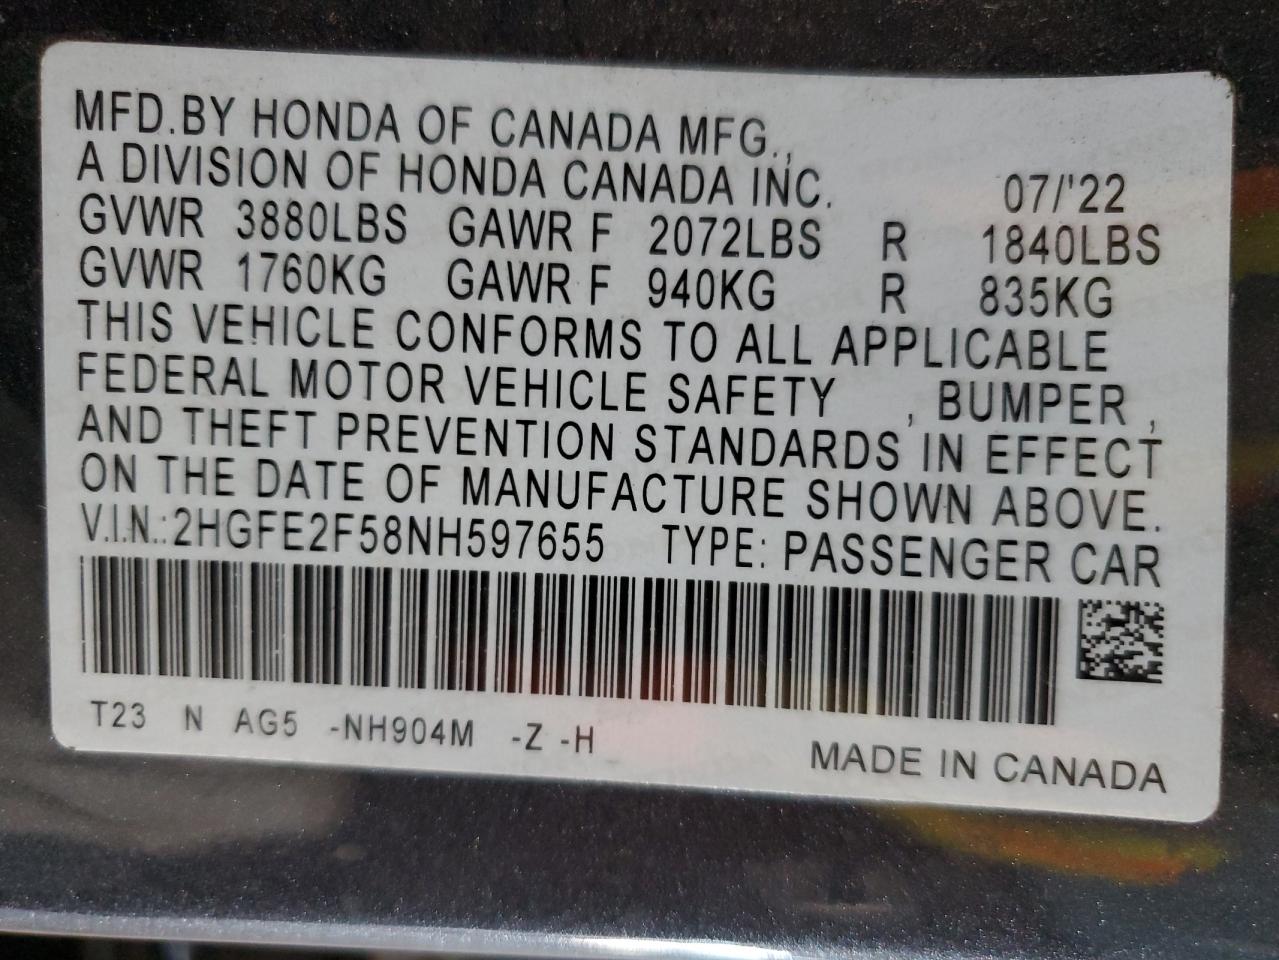 MFD.BY HONDA OF CANADA MFG.,
A DIVISION OF HONDA CANADA INC. 07/'22
GVWR 3880LBS GAWR F 2072LBS R 1840LBS
GVWR 1760KG GAWR F 940KG R 835KG
THIS VEHICLE CONFORMS TO ALL APPLICABLE
FEDERAL MOTOR VEHICLE SAFETY , BUMPER ,
AND THEFT PREVENTION STANDARDS IN EFFECT
ON THE DATE OF MANUFACTURE SHOWN ABOVE.
V.I.N.:2HGFE2F58NH597655 TYPE: PASSENGER CAR
T23 N AG5 -NH904M -Z -H
MADE IN CANADA